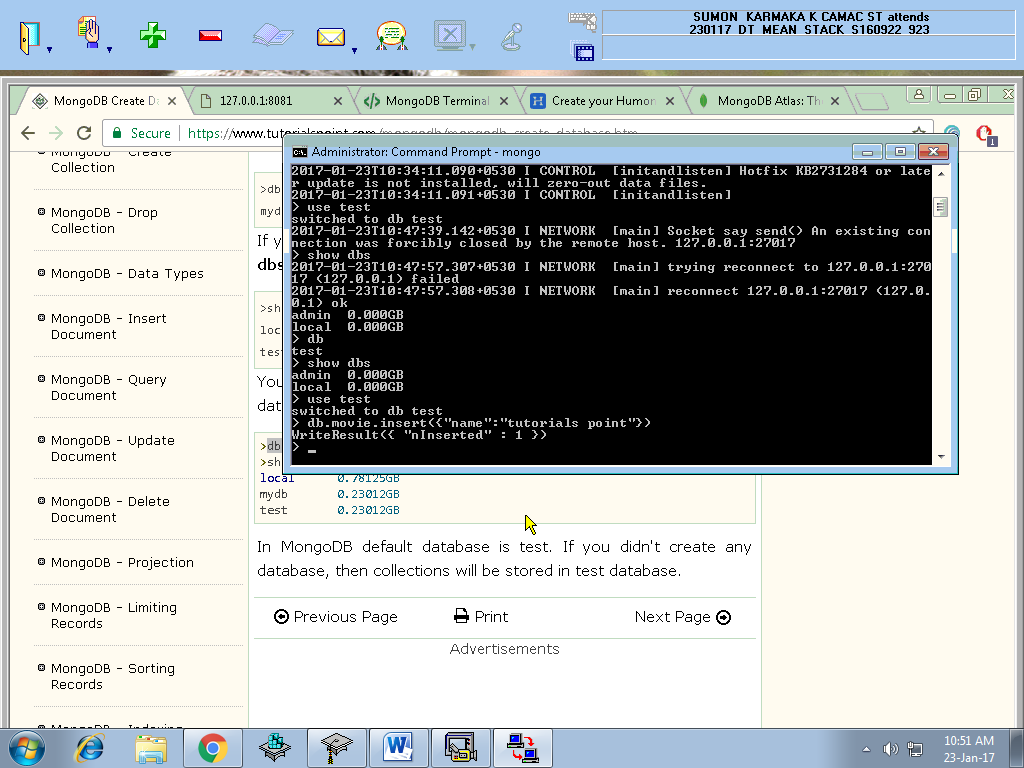 SUMON KARMAKA K CAMAC ST attends
230117_DT_MEAN_STACK_S160922_923
MongoDB Create Da
127.0.0.1:8081
MongoDB Terminal
Create your Humon
MongoDB Atlas: Th
Secure
https://www.tutorialspoint.com/mongodb/mongodb_create_database.htm
1
MongoDB - Create
Collection
MongoDB - Drop
Collection
MongoDB - Data Types
MongoDB - Insert
Document
MongoDB - Query
Document
MongoDB - Update
Document
MongoDB - Delete
Document
MongoDB - Projection
MongoDB - Limiting
Records
MongoDB - Sorting
Records
MongoDB - Indexing
>db
myd
If y
dbs
>sh
loc
tes
You
dat
>db
>sh
local 0.78125GB
mydb 0.23012GB
test 0.23012GB
Administrator: Command Prompt - mongo
2017-01-23T10:34:11.090+0530 I CONTROL [initandlisten] Hotfix KB2731284 or late
r update is not installed, will zero-out data files.
2017-01-23T10:34:11.091+0530 I CONTROL [initandlisten]
> use test
switched to db test
2017-01-23T10:47:39.142+0530 I NETWORK [main] Socket say send() An existing con
nection was forcibly closed by the remote host. 127.0.0.1:27017
> show dbs
2017-01-23T10:47:57.307+0530 I NETWORK [main] trying reconnect to 127.0.0.1:270
17 (127.0.0.1) failed
2017-01-23T10:47:57.308+0530 I NETWORK [main] reconnect 127.0.0.1:27017 (127.0.
0.1) ok
admin 0.000GB
local 0.000GB
> db
test
> show dbs
admin 0.000GB
local 0.000GB
> use test
switched to db test
> db.movie.insert({"name":"tutorials point"})
WriteResult({ "nInserted" : 1 })
> _
In MongoDB default database is test. If you didn't create any
database, then collections will be stored in test database.
Previous Page
Print
Next Page
Advertisements
10:51 AM
23-Jan-17